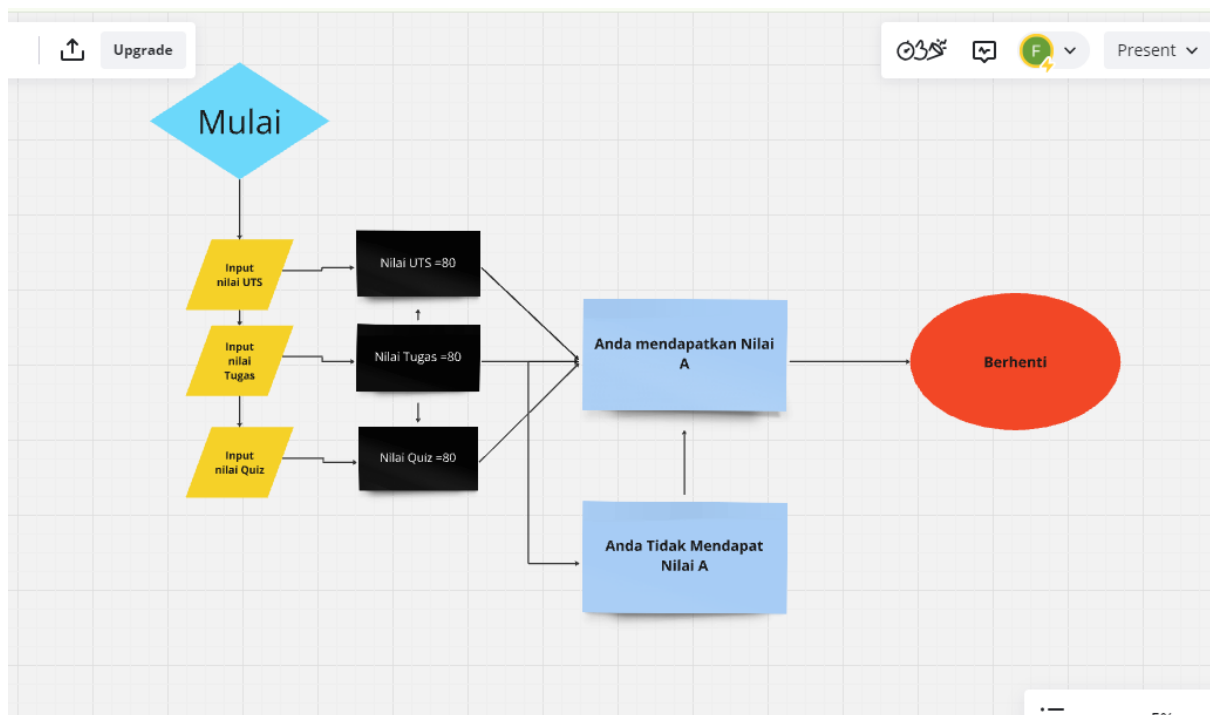 Upgrade
F
Present
Mulai
Input
nilai UTS
Nilai UTS =80
Input
nilai
Tugas
Nilai Tugas =80
Input
nilai Quiz
Nilai Quiz =80
Anda mendapatkan Nilai
A
Anda Tidak Mendapat
Nilai A
Berhenti